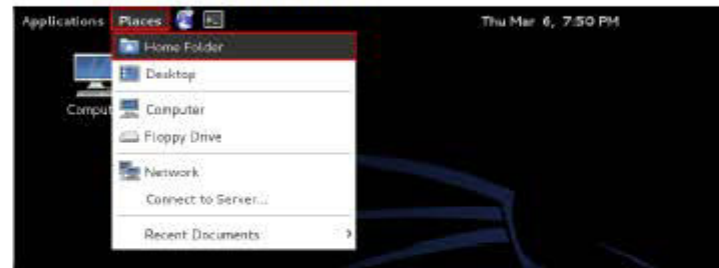 Applications Places Thu Mar 6, 7:50 PM
Home Folder
Desktop
Comput
Computer
Floppy Drive
Network
Connect to Server...
Recent Documents